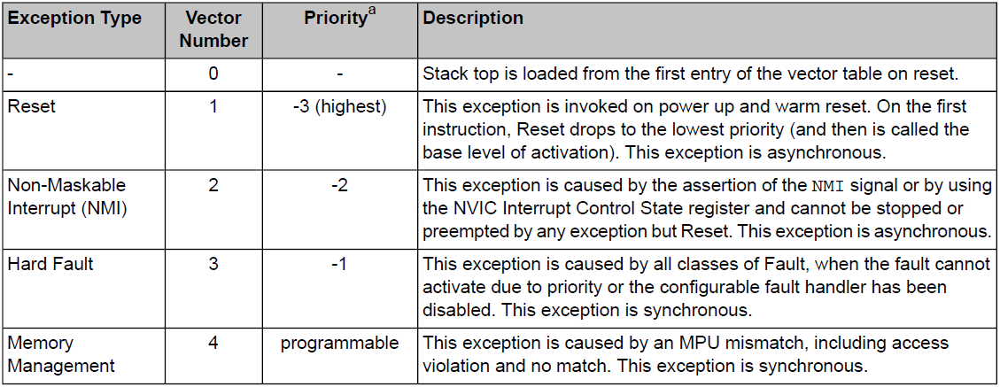 Exception Type Vector Number Prioritya Description
- 0 - Stack top is loaded from the first entry of the vector table on reset.
Reset 1 -3 (highest) This exception is invoked on power up and warm reset. On the first
instruction, Reset drops to the lowest priority (and then is called the
base level of activation). This exception is asynchronous.
Non-Maskable
Interrupt (NMI) 2 -2 This exception is caused by the assertion of the NMI signal or by using
the NVIC Interrupt Control State register and cannot be stopped or
preempted by any exception but Reset. This exception is asynchronous.
Hard Fault 3 -1 This exception is caused by all classes of Fault, when the fault cannot
activate due to priority or the configurable fault handler has been
disabled. This exception is synchronous.
Memory
Management 4 programmable This exception is caused by an MPU mismatch, including access
violation and no match. This exception is synchronous.